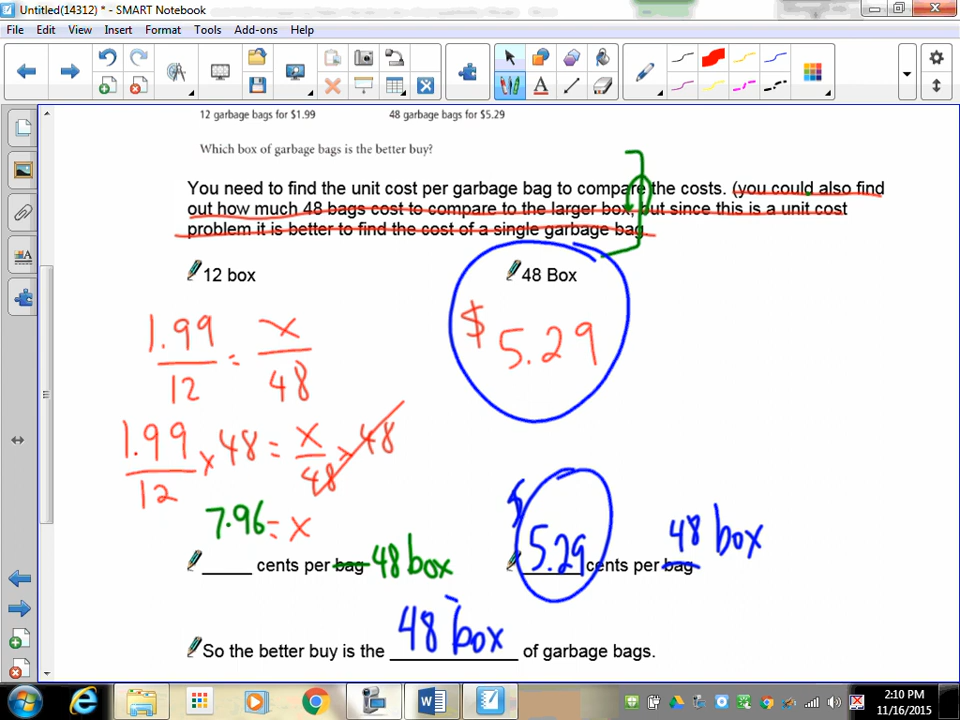 Untitled(14312) * - SMART Notebook
File Edit View Insert Format Tools Add-ons Help
12 garbage bags for $1.99 48 garbage bags for $5.29
Which box of garbage bags is the better buy?
You need to find the unit cost per garbage bag to compare the costs. (you could also find
out how much 48 bags cost to compare to the larger box, but since this is a unit cost
problem it is better to find the cost of a single garbage bag.
12 box 48 Box
1.99/12 = x/48 $ 5.29
1.99/12 x 48 = x/48 x 48
7.96 = x $ 5.29
_____ cents per bag 48 box _____ cents per bag 48 box
So the better buy is the 48 box of garbage bags.
2:10 PM
11/16/2015